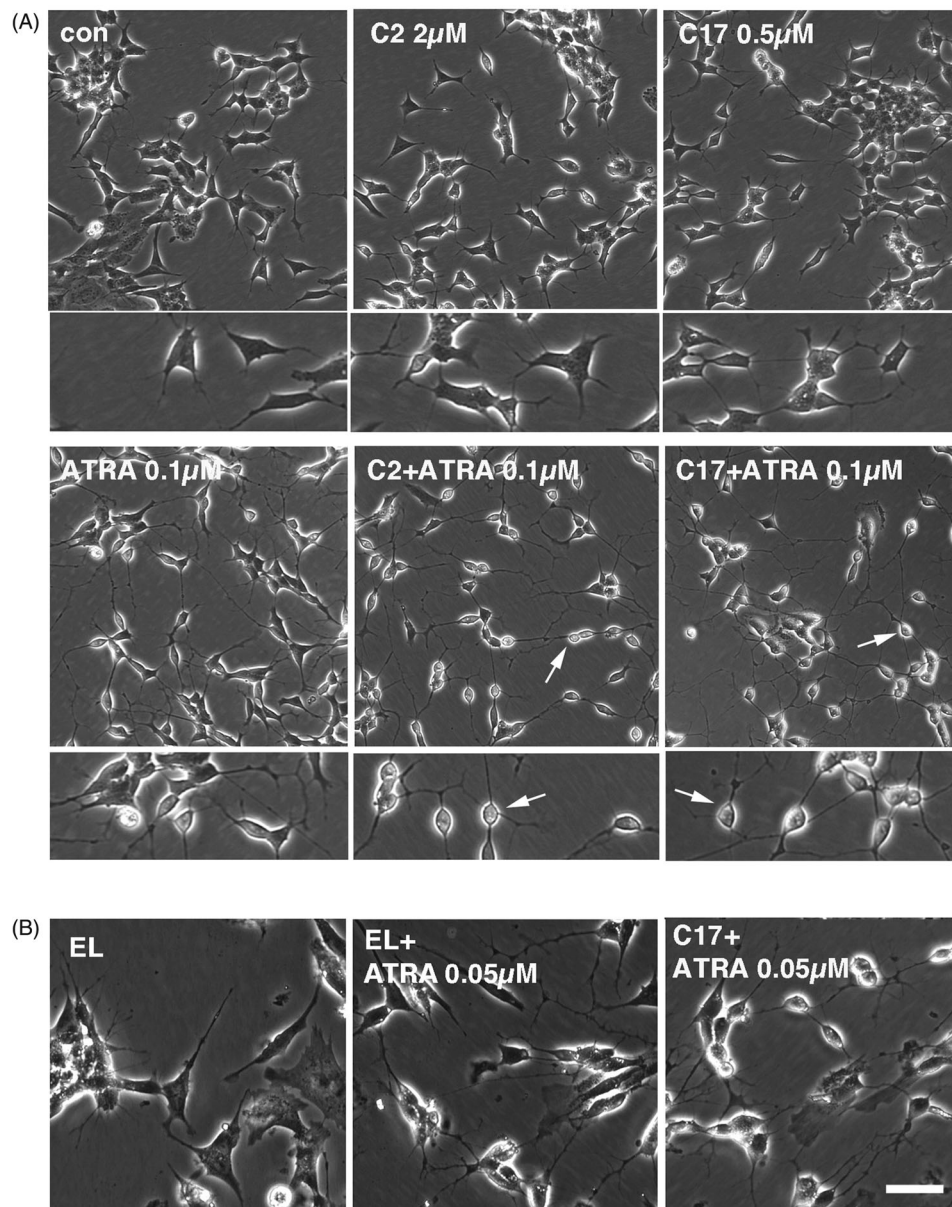 (A)
con
C2 2µM
C17 0.5µM
ATRA 0.1µM
C2+ATRA 0.1µM
C17+ATRA 0.1µM
(B)
EL
EL+
ATRA 0.05µM
C17+
ATRA 0.05µM